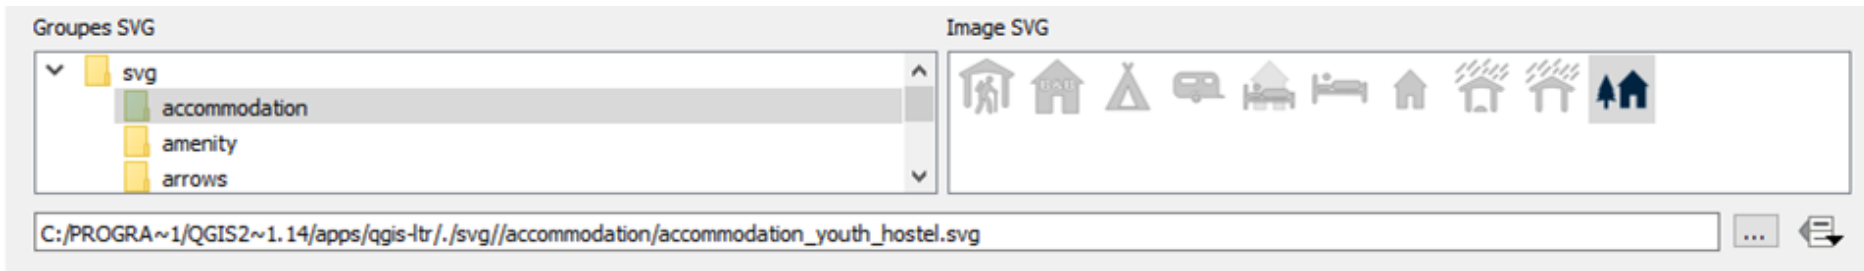 Groupes SVG
Image SVG
svg
accommodation
amenity
arrows
B&B
C:/PROGRA~1/QGIS2~1.14/apps/qgis-ltr/./svg//accommodation/accommodation_youth_hostel.svg
...